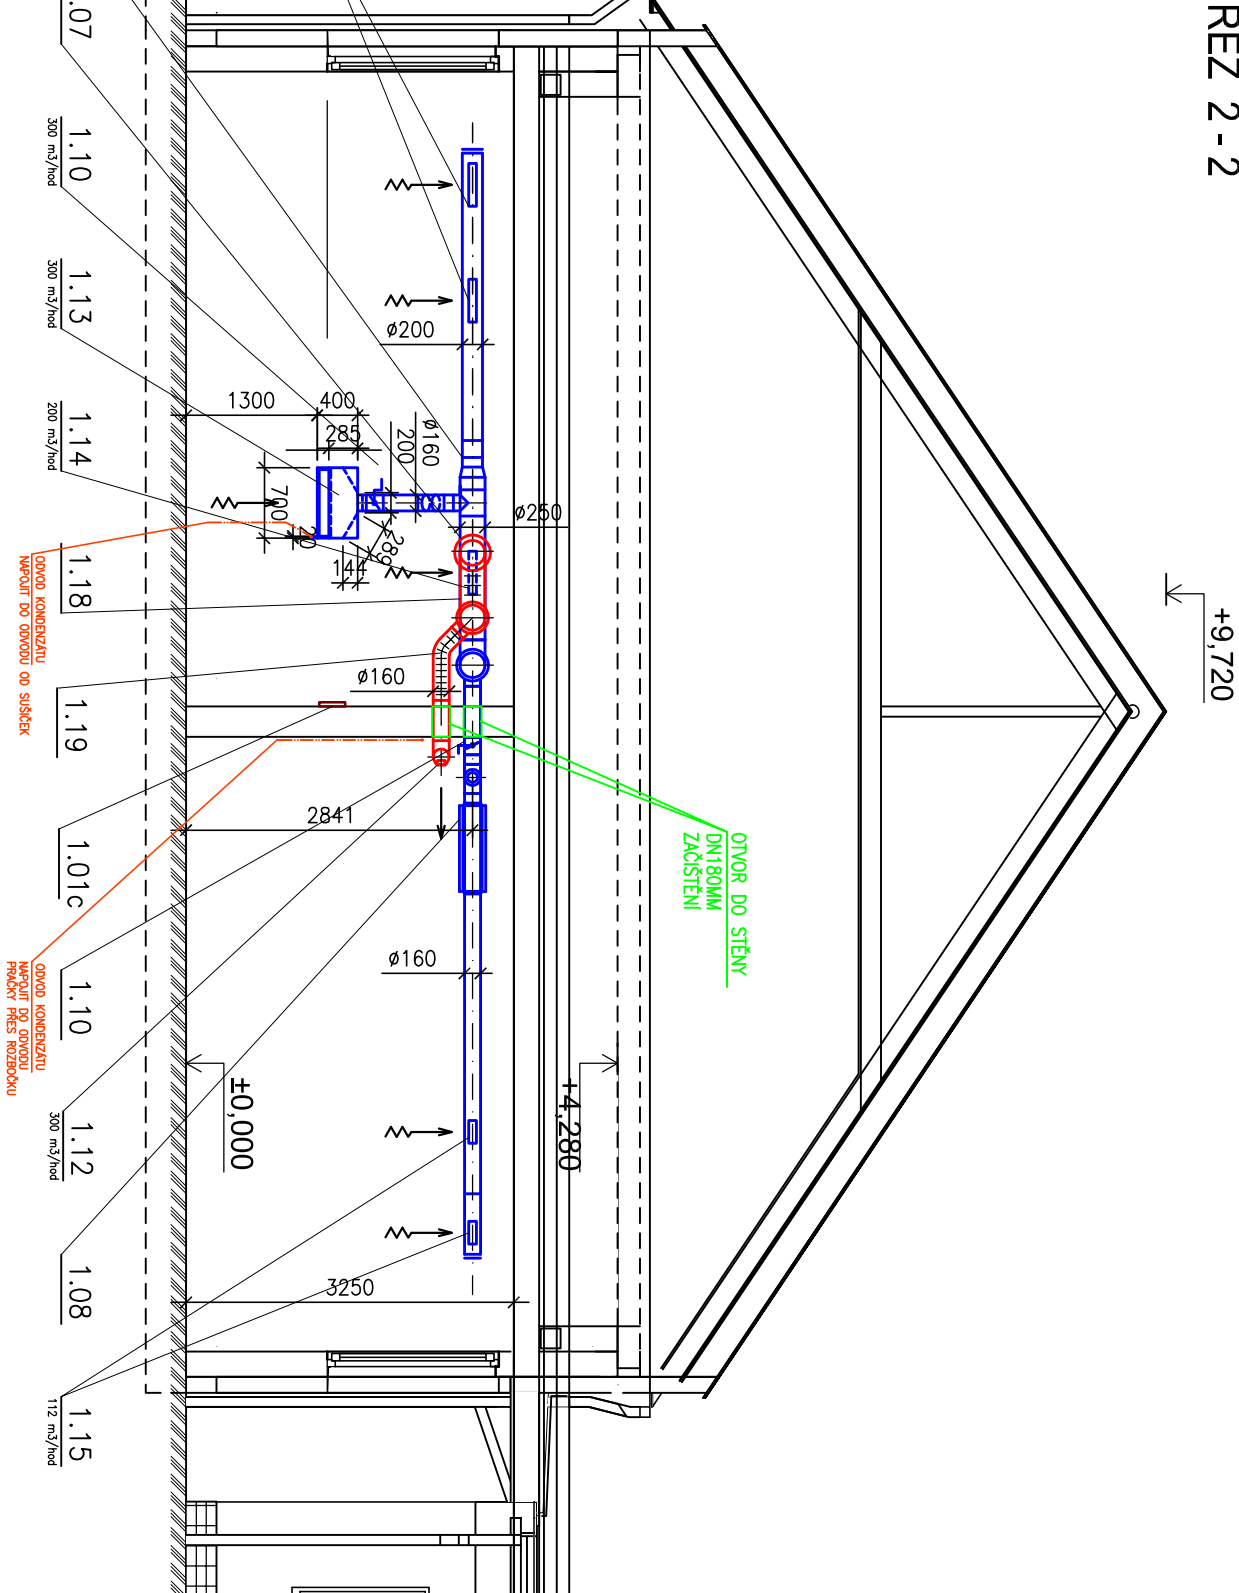 ŘEZ 2 - 2
+9,720
OTVOR DO STĚNY
DN180MM
ZAČIŠTĚNÍ
+4,280
±0,000
ø200
ø160
200
ø250
1300
400
285
700
20
289
144
ø160
2841
ø160
3250
.07
1.10
300 m3/hod
1.13
300 m3/hod
1.14
200 m3/hod
1.18
1.19
1.01c
1.10
1.12
300 m3/hod
1.08
1.15
112 m3/hod
ODVOD KONDENZÁTU
NAPOJIT DO ODVODU OD SUŠIČEK
ODVOD KONDENZÁTU
NAPOJIT DO ODVODU
PRAČKY PŘES ROZBOČKU